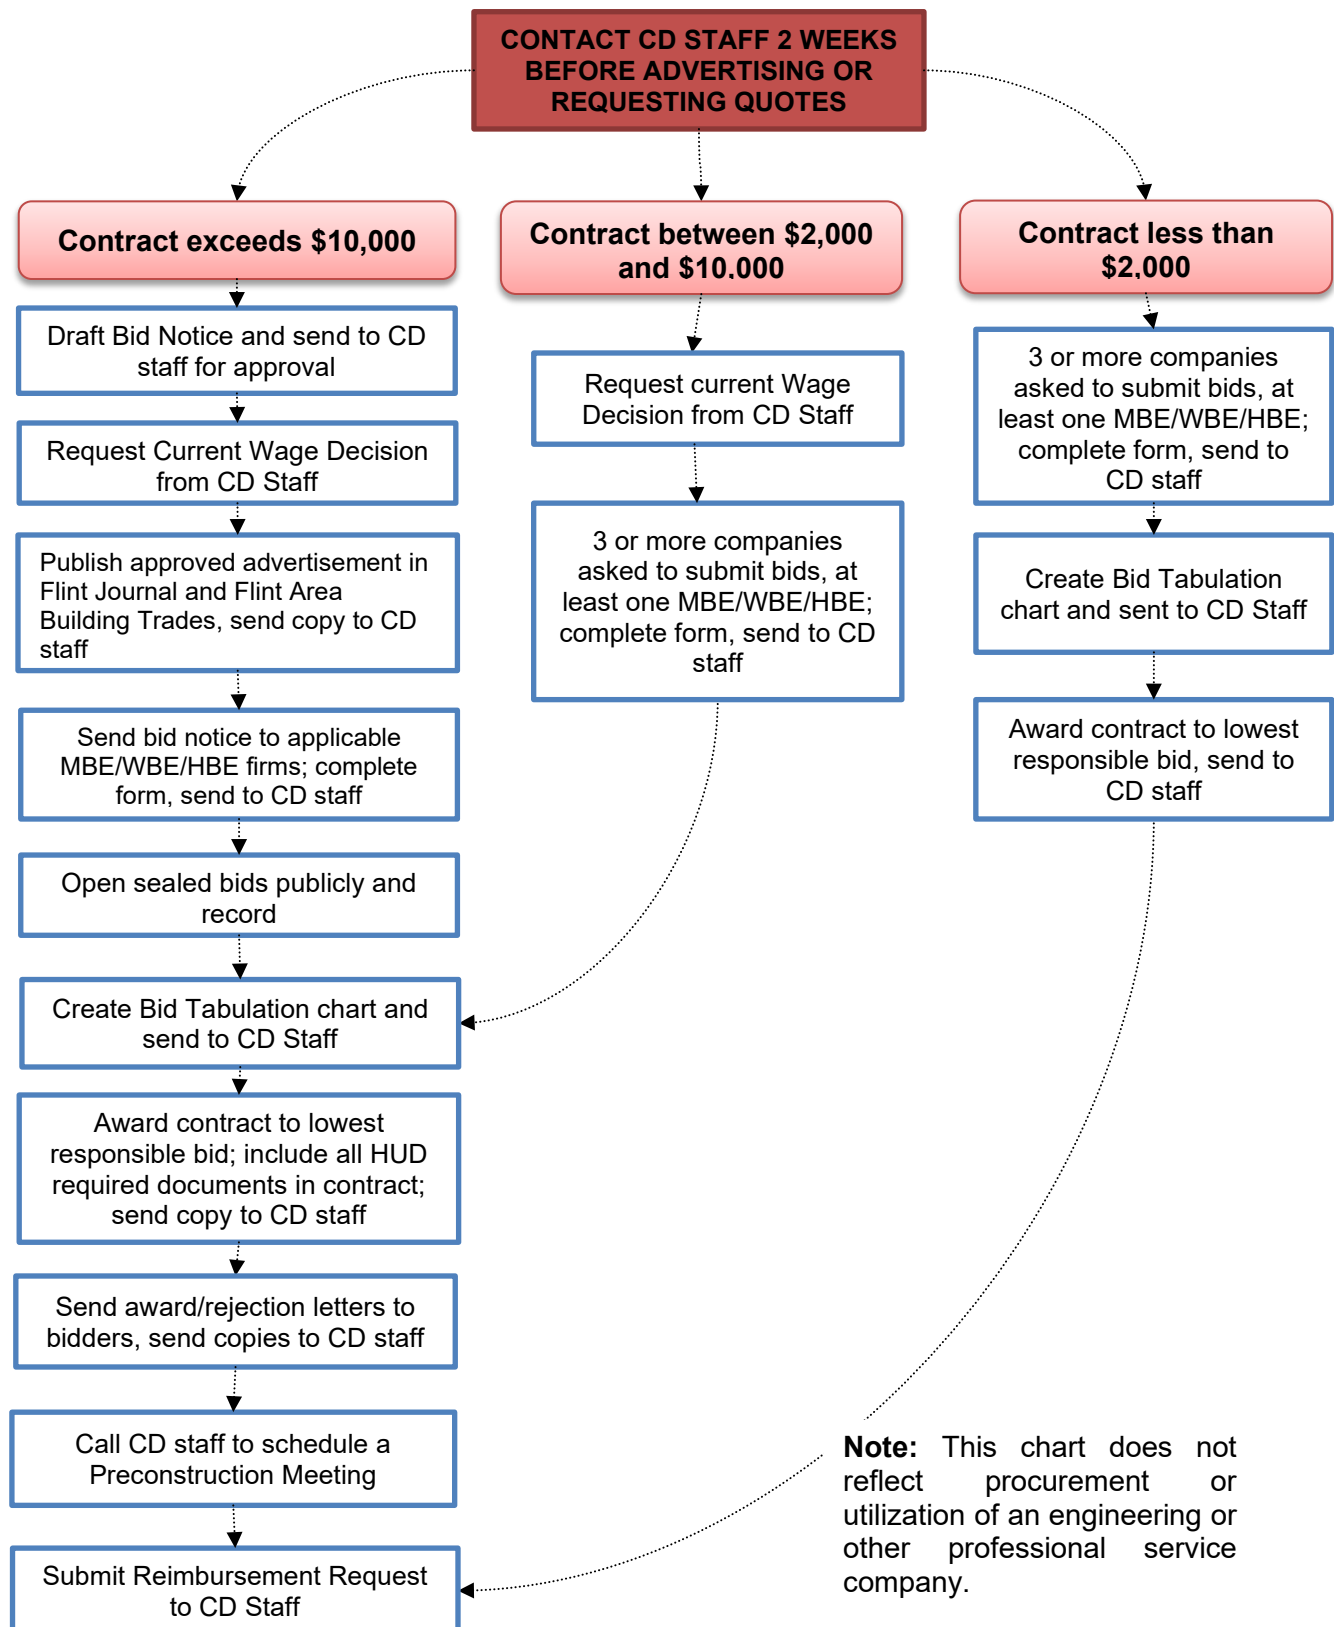 CONTACT CD STAFF 2 WEEKS
BEFORE ADVERTISING OR
REQUESTING QUOTES
Contract exceeds $10,000
Draft Bid Notice and send to CD
staff for approval
Request Current Wage Decision
from CD Staff
Publish approved advertisement in
Flint Journal and Flint Area
Building Trades, send copy to CD
staff
Send bid notice to applicable
MBE/WBE/HBE firms; complete
form, send to CD staff
Open sealed bids publicly and
record
Create Bid Tabulation chart and
send to CD Staff
Award contract to lowest
responsible bid; include all HUD
required documents in contract;
send copy to CD staff
Send award/rejection letters to
bidders, send copies to CD staff
Call CD staff to schedule a
Preconstruction Meeting
Submit Reimbursement Request
to CD Staff
Contract between $2,000
and $10,000
Request current Wage
Decision from CD Staff
3 or more companies
asked to submit bids, at
least one MBE/WBE/HBE;
complete form, send to CD
staff
Contract less than
$2,000
3 or more companies
asked to submit bids, at
least one MBE/WBE/HBE;
complete form, send to
CD staff
Create Bid Tabulation
chart and sent to CD Staff
Award contract to lowest
responsible bid, send to
CD staff
Note: This chart does not
reflect procurement or
utilization of an engineering or
other professional service
company.